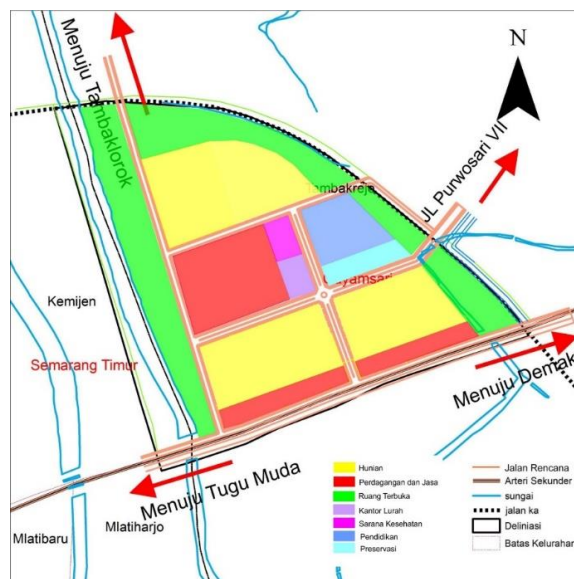 Menuju Tambaklorok
N
JL Purwosari VII
Tambakrejo
Kemijen
Gayamsari
Semarang Timur
Menuju Demak
Menuju Tugu Muda
Mlatiharjo
Mlatibaru
Hunian
Perdagangan dan Jasa
Ruang Terbuka
Kantor Lurah
Sarana Kesehatan
Pendidikan
Preservasi
Jalan Rencana
Arteri Sekunder
sungai
jalan ka
Deliniasi
Batas Kelurahan